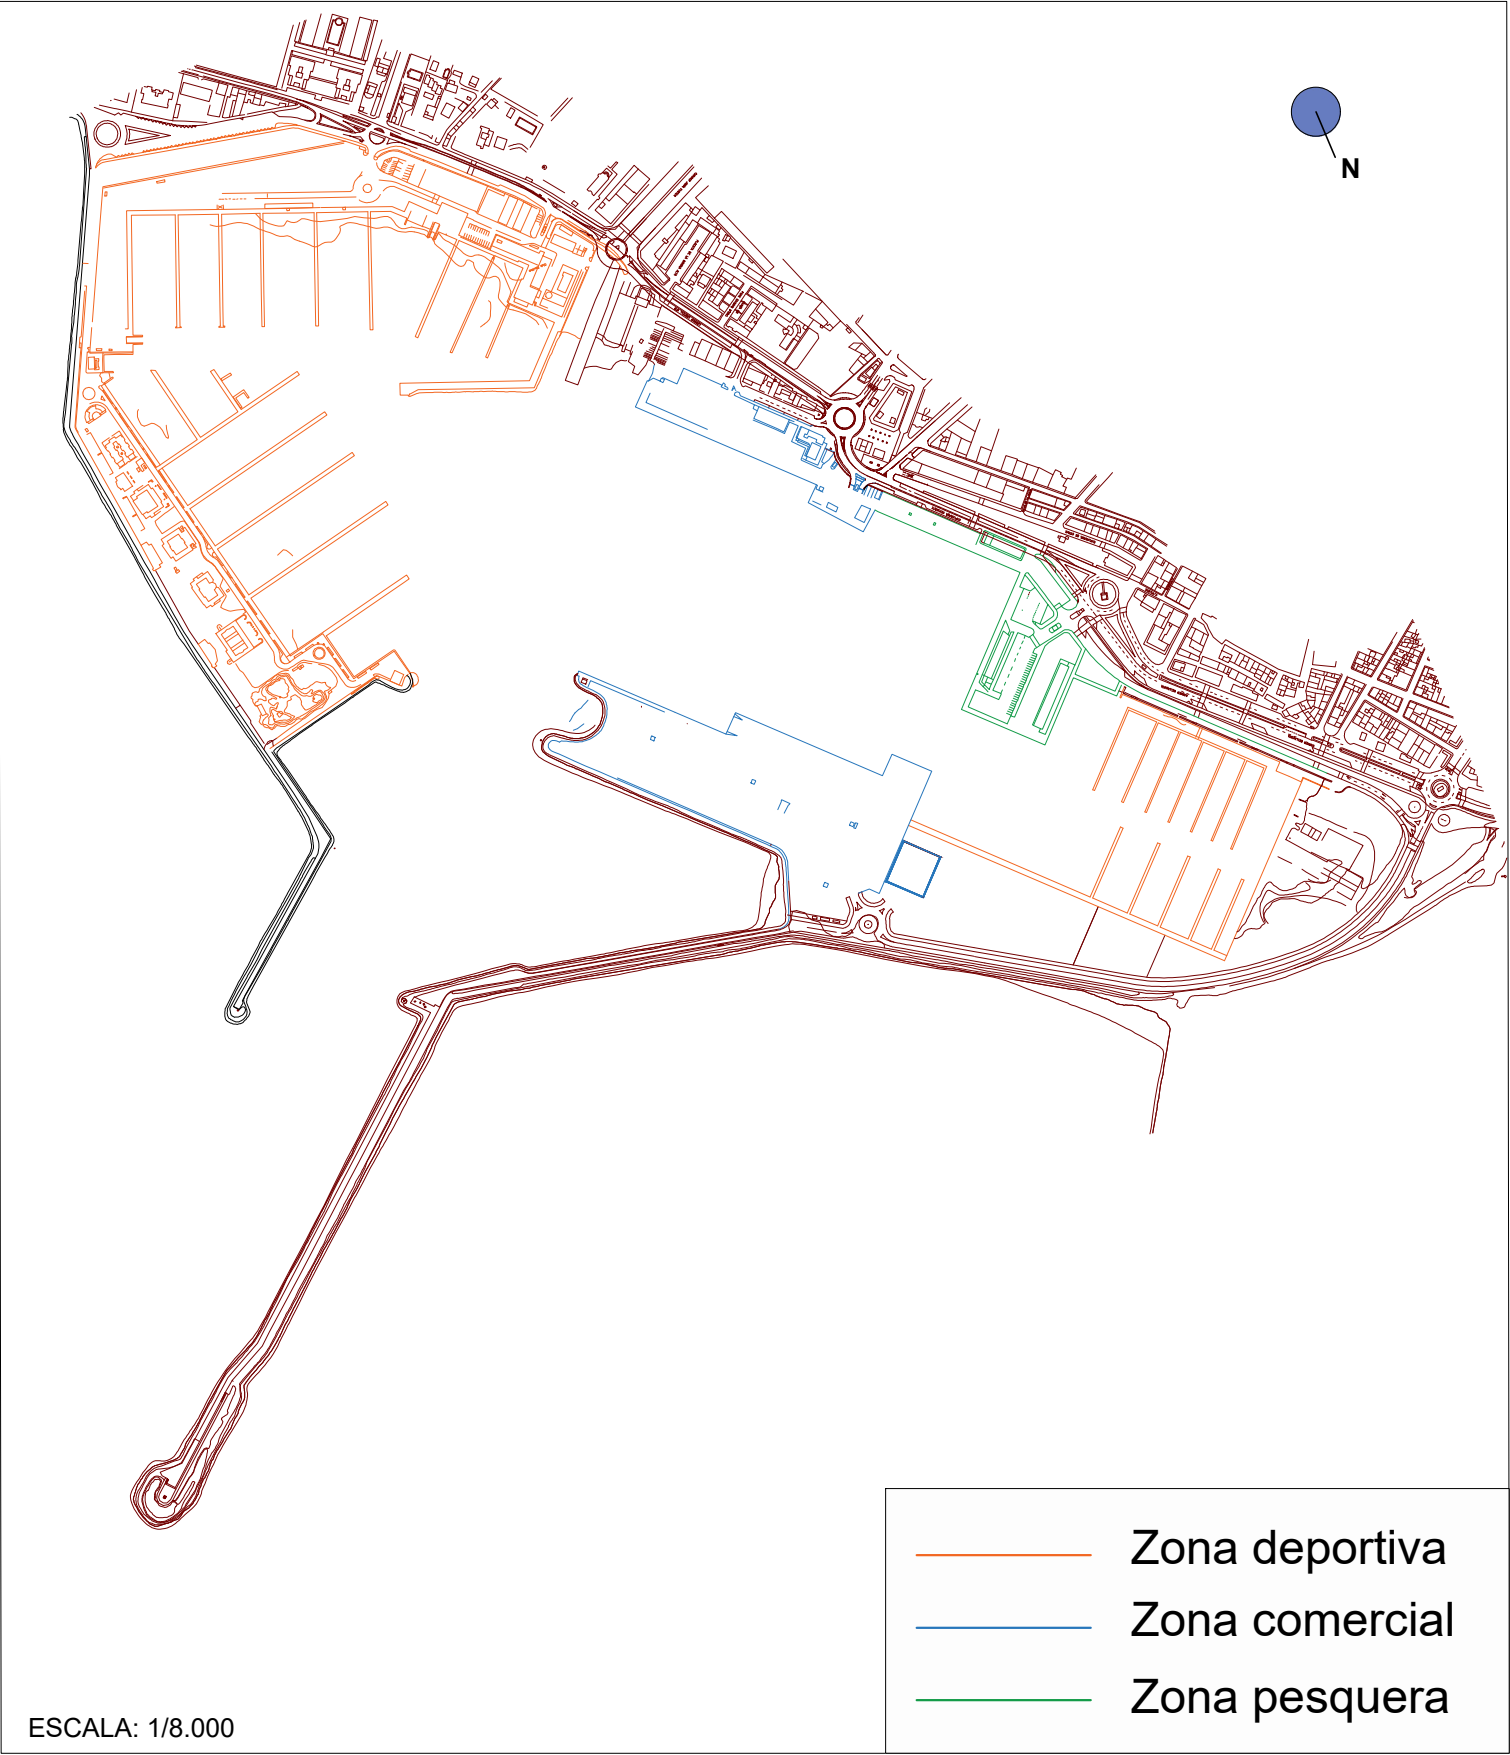 N
Zona deportiva
Zona comercial
Zona pesquera
ESCALA: 1/8.000